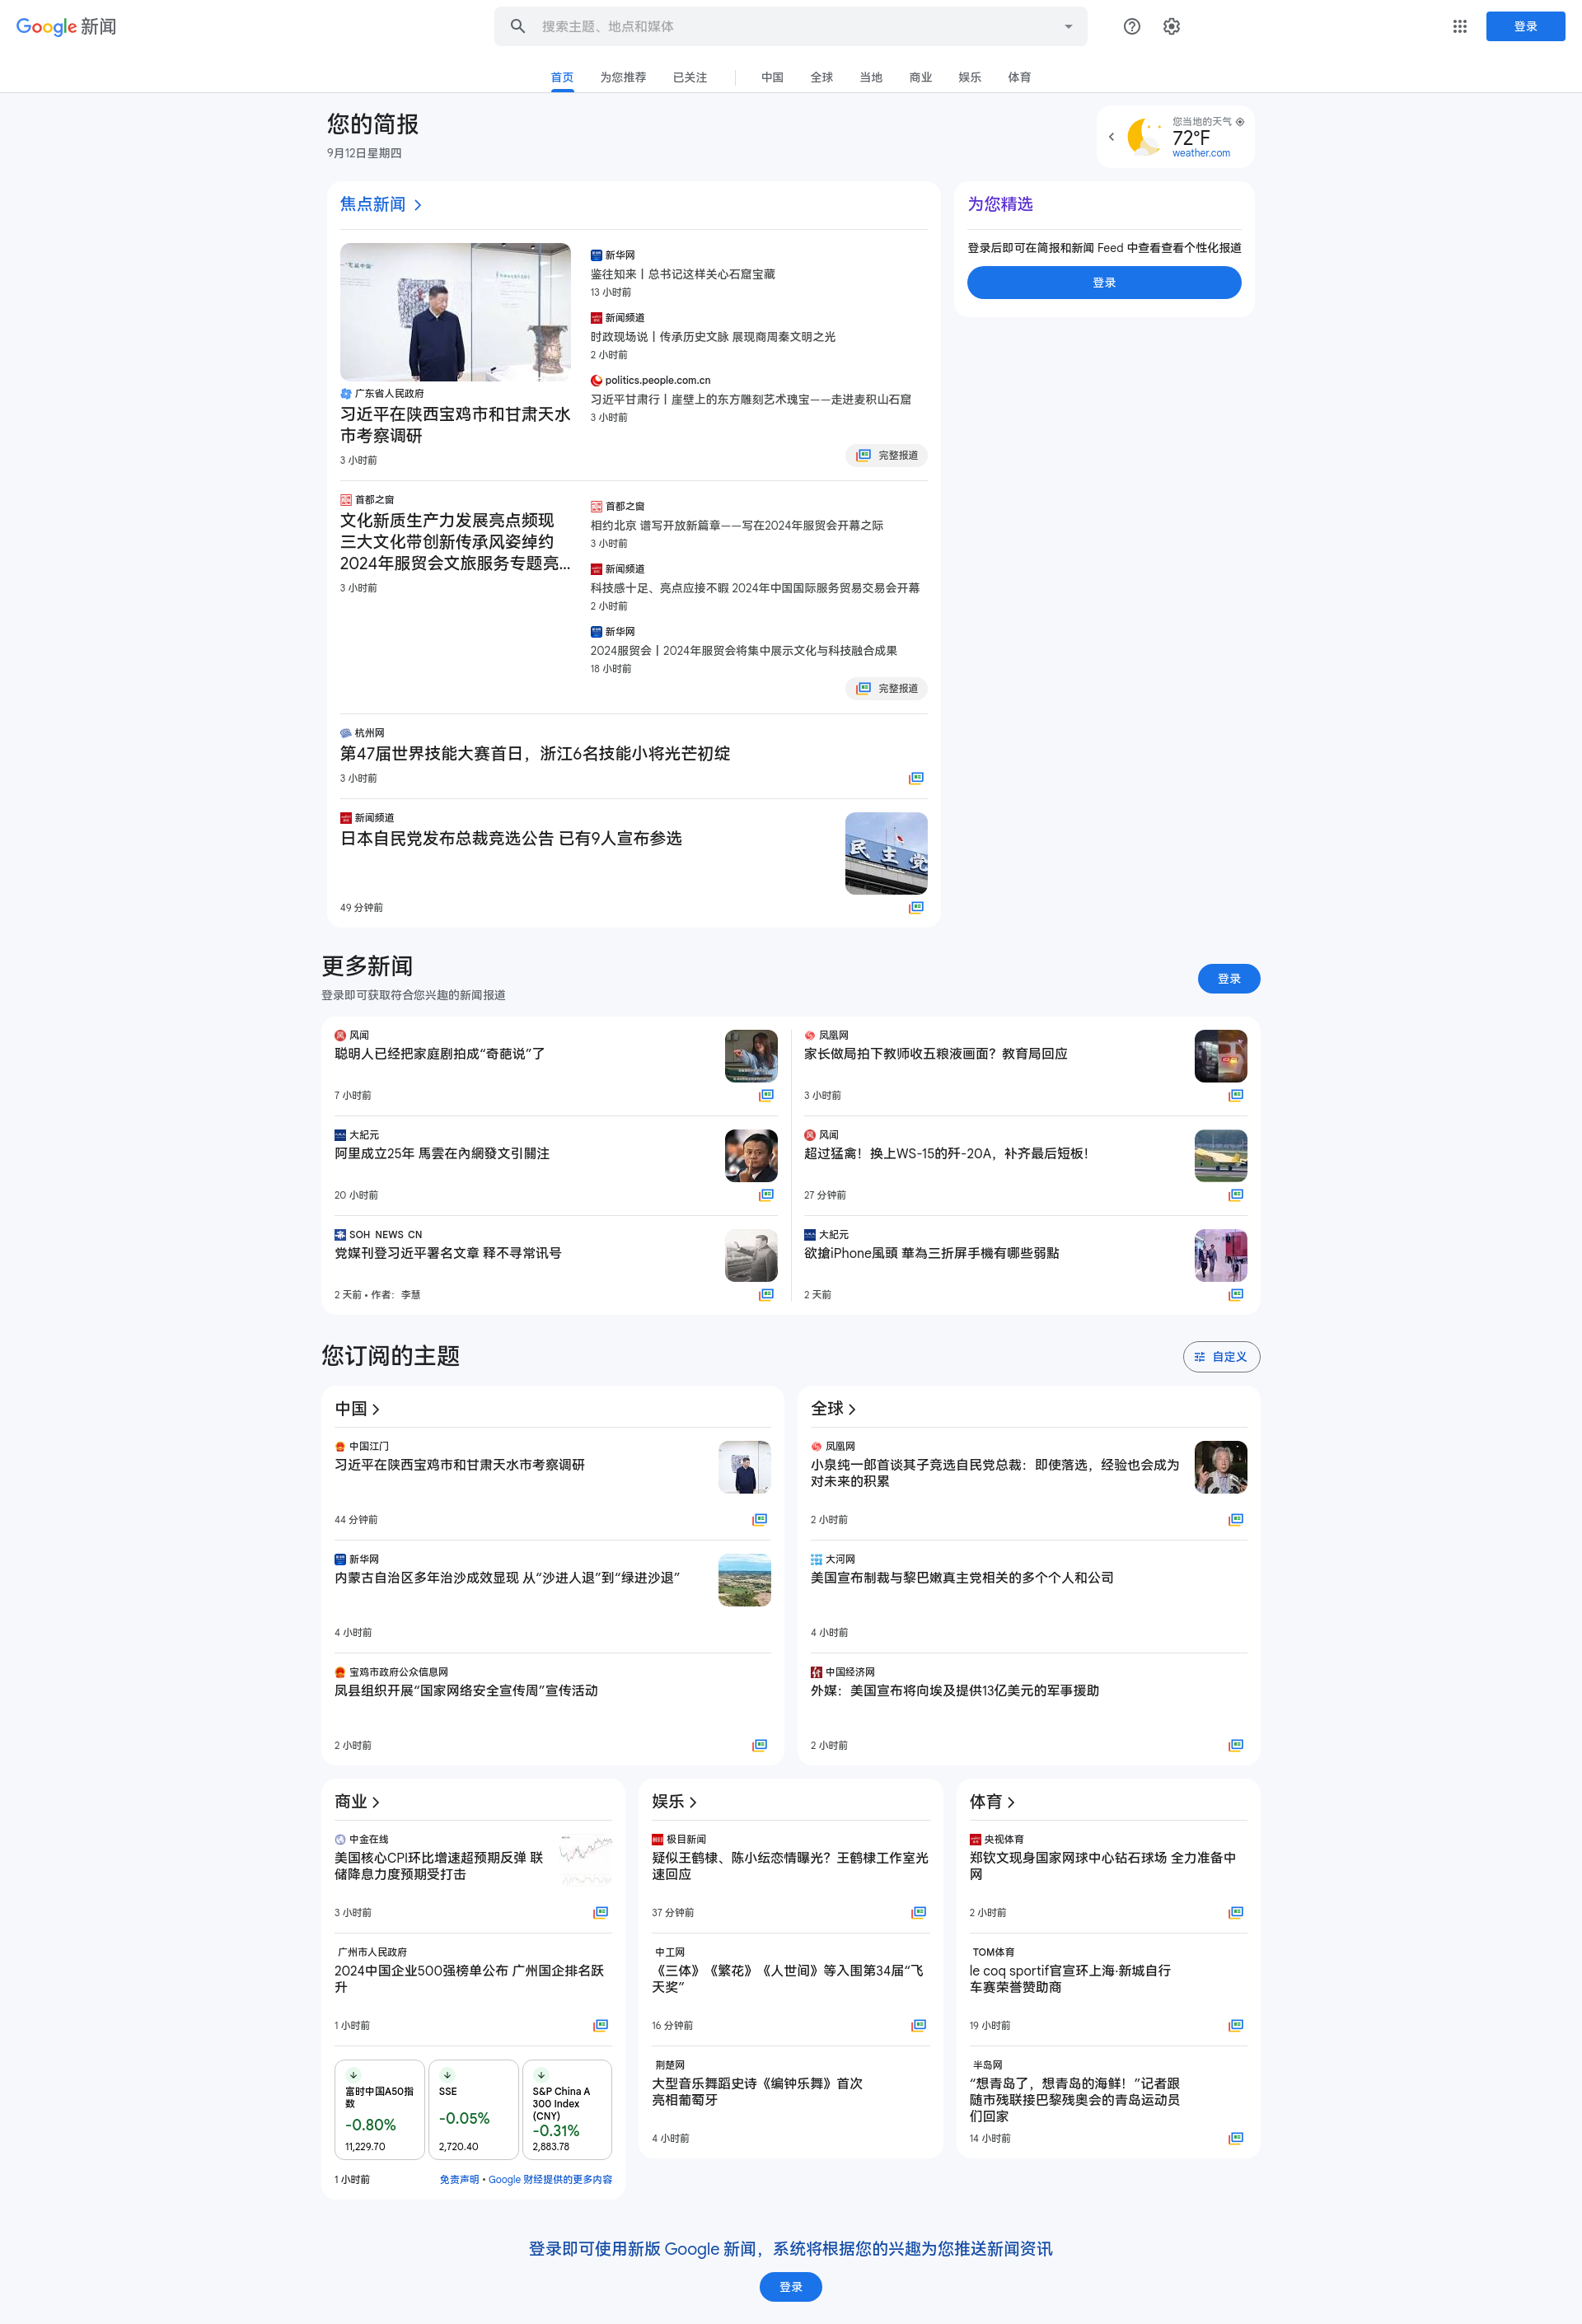 Google 新闻
搜索主题、地点和媒体
登录
首页
为您推荐
已关注
中国
全球
当地
商业
娱乐
体育
您的简报
9月12日星期四
您当地的天气
72°F
weather.com
焦点新闻
广东省人民政府
习近平在陕西宝鸡市和甘肃天水
市考察调研
3 小时前
新华网
鉴往知来丨总书记这样关心石窟宝藏
13 小时前
新闻频道
时政现场说丨传承历史文脉 展现商周秦文明之光
2 小时前
politics.people.com.cn
习近平甘肃行丨崖壁上的东方雕刻艺术瑰宝——走进麦积山石窟
3 小时前
完整报道
首都之窗
文化新质生产力发展亮点频现
三大文化带创新传承风姿绰约
2024年服贸会文旅服务专题亮...
3 小时前
首都之窗
相约北京 谱写开放新篇章——写在2024年服贸会开幕之际
3 小时前
新闻频道
科技感十足、亮点应接不暇 2024年中国国际服务贸易交易会开幕
2 小时前
新华网
2024服贸会丨2024年服贸会将集中展示文化与科技融合成果
18 小时前
完整报道
杭州网
第47届世界技能大赛首日，浙江6名技能小将光芒初绽
3 小时前
新闻频道
日本自民党发布总裁竞选公告 已有9人宣布参选
民主党
49 分钟前
为您精选
登录后即可在简报和新闻 Feed 中查看查看个性化报道
登录
更多新闻
登录即可获取符合您兴趣的新闻报道
登录
风闻
聪明人已经把家庭剧拍成“奇葩说”了
7 小时前
大紀元
阿里成立25年 馬雲在內網發文引關注
20 小时前
SOH NEWS CN
党媒刊登习近平署名文章 释不寻常讯号
2 天前 • 作者：李慧
凤凰网
家长做局拍下教师收五粮液画面？教育局回应
3 小时前
风闻
超过猛禽！换上WS-15的歼-20A，补齐最后短板！
27 分钟前
大紀元
欲搶iPhone風頭 華為三折屏手機有哪些弱點
2 天前
您订阅的主题
自定义
中国
中国江门
习近平在陕西宝鸡市和甘肃天水市考察调研
44 分钟前
新华网
内蒙古自治区多年治沙成效显现 从“沙进人退”到“绿进沙退”
4 小时前
宝鸡市政府公众信息网
凤县组织开展“国家网络安全宣传周”宣传活动
2 小时前
全球
凤凰网
小泉纯一郎首谈其子竞选自民党总裁：即使落选，经验也会成为
对未来的积累
2 小时前
大河网
美国宣布制裁与黎巴嫩真主党相关的多个个人和公司
4 小时前
中国经济网
外媒：美国宣布将向埃及提供13亿美元的军事援助
2 小时前
商业
中金在线
美国核心CPI环比增速超预期反弹 联
储降息力度预期受打击
3 小时前
广州市人民政府
2024中国企业500强榜单公布 广州国企排名跃
升
1 小时前
富时中国A50指
数
-0.80%
11,229.70
SSE
-0.05%
2,720.40
S&P China A
300 Index
(CNY)
-0.31%
2,883.78
1 小时前
免责声明 • Google 财经提供的更多内容
娱乐
极目新闻
疑似王鹤棣、陈小纭恋情曝光？王鹤棣工作室光
速回应
37 分钟前
中工网
《三体》《繁花》《人世间》等入围第34届“飞
天奖”
16 分钟前
荆楚网
大型音乐舞蹈史诗《编钟乐舞》首次
亮相葡萄牙
4 小时前
体育
央视体育
郑钦文现身国家网球中心钻石球场 全力准备中
网
2 小时前
TOM体育
le coq sportif官宣环上海·新城自行
车赛荣誉赞助商
19 小时前
半岛网
“想青岛了，想青岛的海鲜！”记者跟
随市残联接巴黎残奥会的青岛运动员
们回家
14 小时前
登录即可使用新版 Google 新闻，系统将根据您的兴趣为您推送新闻资讯
登录